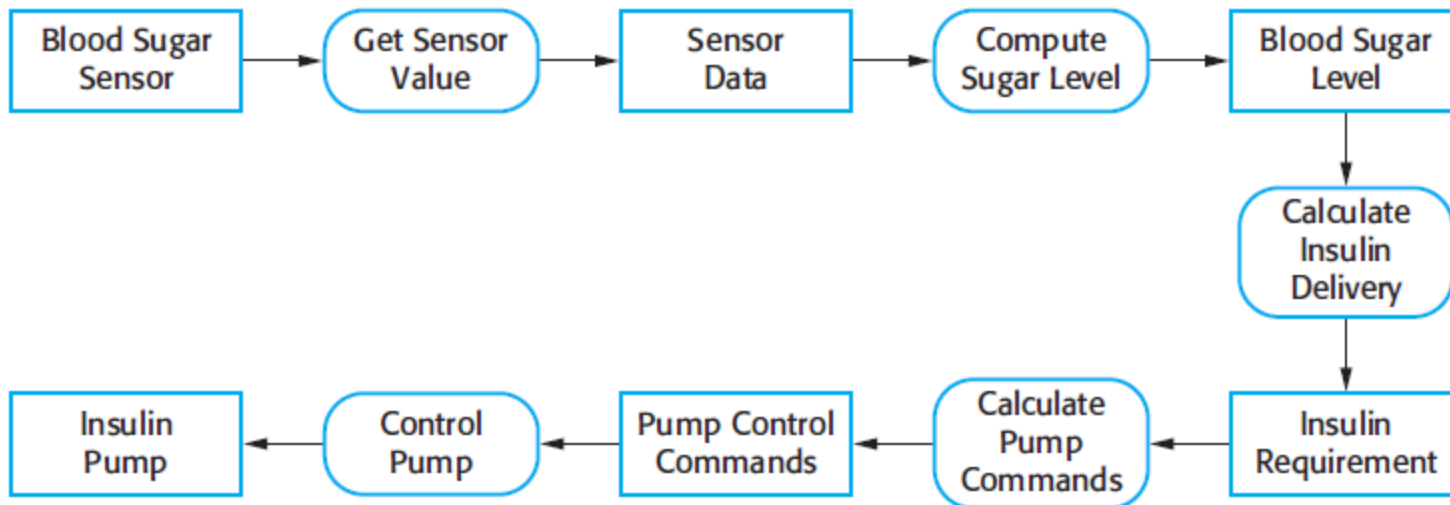 Blood Sugar
Sensor
Get Sensor
Value
Sensor
Data
Compute
Sugar Level
Blood Sugar
Level
Calculate
Insulin
Delivery
Insulin
Requirement
Calculate
Pump
Commands
Pump Control
Commands
Control
Pump
Insulin
Pump